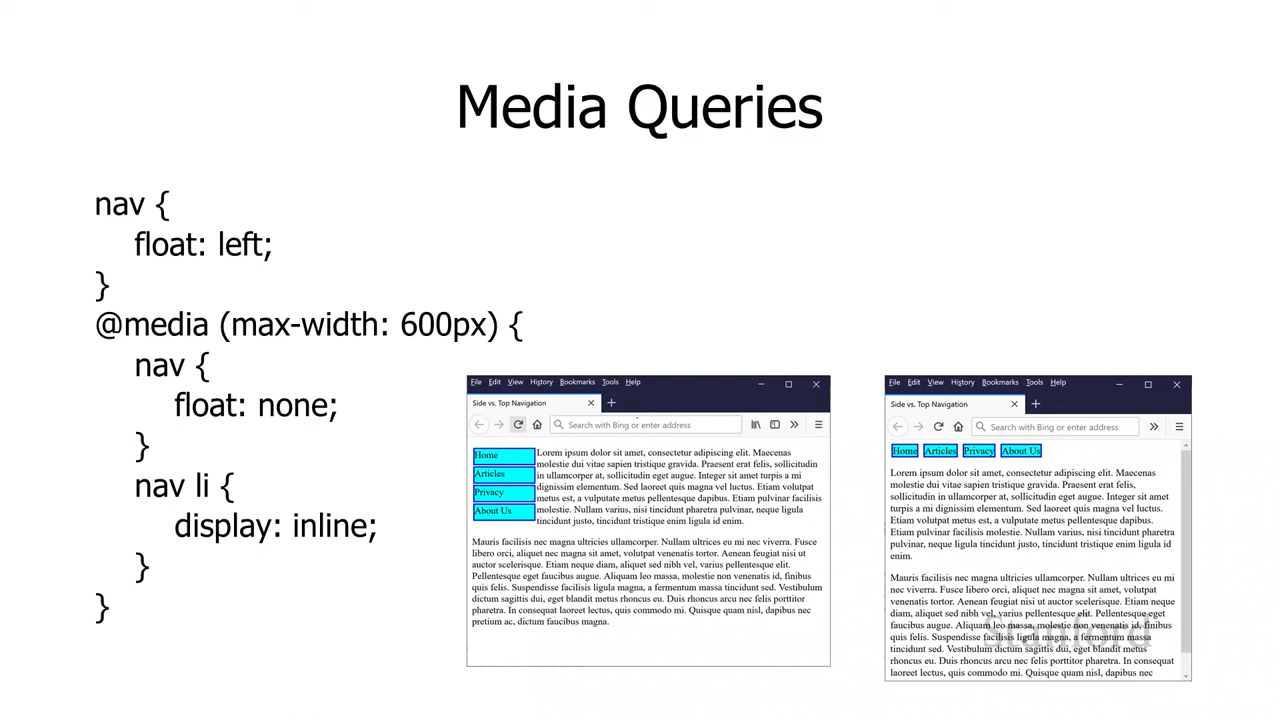 Media Queries
nav {
float: left;
}
@media (max-width: 600px) {
nav {
float: none;
}
nav li {
display: inline;
}
}
File Edit View History Bookmarks Tools Help
Side vs. Top Navigation
Search with Bing or enter address
Home
Articles
Privacy
About Us
Lorem ipsum dolor sit amet, consectetur adipiscing elit. Maecenas
molestie dui vitae sapien tristique gravida. Praesent erat felis, sollicitudin
in ullamcorper at, sollicitudin eget augue. Integer sit amet turpis a mi
dignissim elementum. Sed laoreet quis magna vel luctus. Etiam volutpat
metus est, a vulputate metus pellentesque dapibus. Etiam pulvinar facilisis
molestie. Nullam varius, nisi tincidunt pharetra pulvinar, neque ligula
tincidunt justo, tincidunt tristique enim ligula id enim.
Mauris facilisis nec magna ultricies ullamcorper. Nullam ultrices eu mi nec viverra. Fusce
libero orci, aliquet nec magna amet, volutpat venenatis tortor. Aenean feugiat nisi ut
auctor scelerisque. Etiam neque diam, aliquet sed nibh vel, varius pellentesque elit.
Pellentesque eget faucibus augue. Aliquam leo massa, molestie non venenatis id, finibus
quis felis. Suspendisse facilisis ligula magna, a fermentum massa tincidunt sed. Vestibulum
dictum sagittis dui, eget blandit metus rhoncus eu. Duis rhoncus arcu nec felis porttitor
pharetra. In consequat laoreet lectus, quis commodo mi. Quisque quam nisl, dapibus nec
pretium ac, dictum faucibus magna.
File Edit View History Bookmarks Tools Help
Side vs. Top Navigation
Search with Bing or enter address
Home Articles Privacy About Us
Lorem ipsum dolor sit amet, consectetur adipiscing elit. Maecenas
molestie dui vitae sapien tristique gravida. Praesent erat felis,
sollicitudin in ullamcorper at, sollicitudin eget augue. Integer sit amet
turpis a mi dignissim elementum. Sed laoreet quis magna vel luctus.
Etiam volutpat metus est, a vulputate metus pellentesque dapibus.
Etiam pulvinar facilisis molestie. Nullam varius, nisi tincidunt pharetra
pulvinar, neque ligula tincidunt justo, tincidunt tristique enim ligula id
enim.
Mauris facilisis nec magna ultricies ullamcorper. Nullam ultrices eu mi
nec viverra. Fusce libero orci, aliquet nec magna sit amet, volutpat
venenatis tortor. Aenean feugiat nisi ut auctor scelerisque. Etiam neque
diam, aliquet sed nibh vel, varius pellentesque elit. Pellentesque eget
faucibus augue. Aliquam leo massa, molestie non venenatis id, finibus
quis felis. Suspendisse facilisis ligula magna, a fermentum massa
tincidunt sed. Vestibulum dictum sagittis dui, eget blandit metus
rhoncus eu. Duis rhoncus arcu nec felis porttitor pharetra. In consequat
laoreet lectus, quis commodo mi. Quisque quam nisl, dapibus nec
Stanford